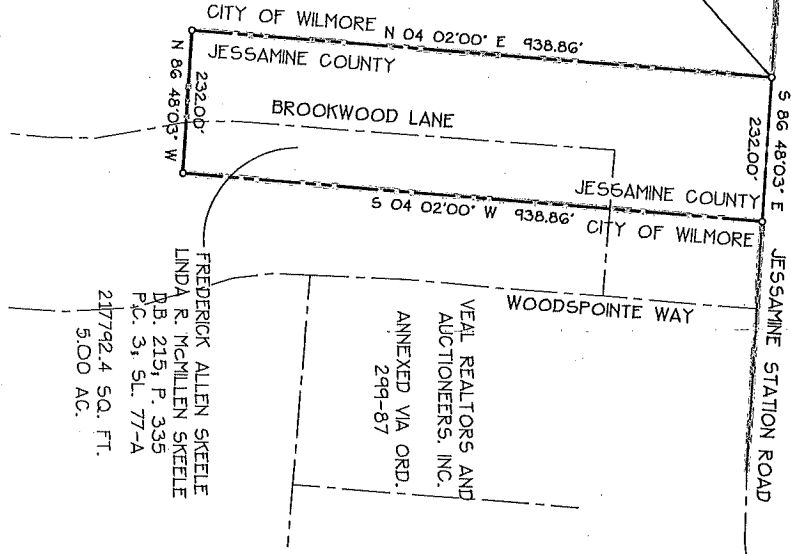 CITY OF WILMORE
N 04 02'00" E 938.86'
JESSAMINE COUNTY
N 86 48'03" W
232.00'
BROOKWOOD LANE
S 86 48'03" E
232.00'
JESSAMINE COUNTY
S 04 02'00" W 938.86'
CITY OF WILMORE
JESSAMINE STATION ROAD
WOODSPOINTE WAY
VEAL REALTORS AND
AUCTIONEERS, INC.
ANNEXED VIA ORD.
299-87
FREDERICK ALLEN SKEELE
LINDA R. McMILLEN SKEELE
D.B. 215, P. 335
P.C. 3, SL. 77-A
217792.4 SQ. FT.
5.00 AC.